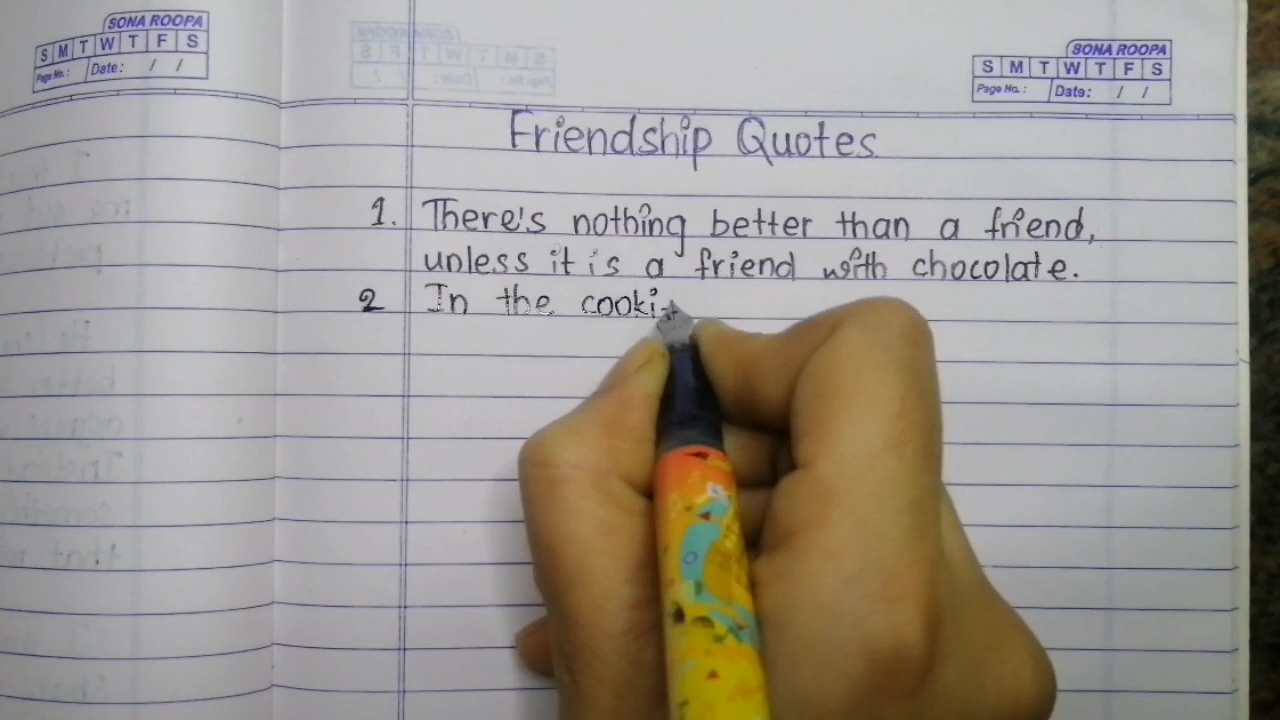 SONA ROOPA
S M T W T F S
Page No.: Date: / /
SONA ROOPA
S M T W T F S
Page No.: Date: / /
Friendship Quotes
1. There's nothing better than a friend,
unless it is a friend with chocolate.
2 In the cooki